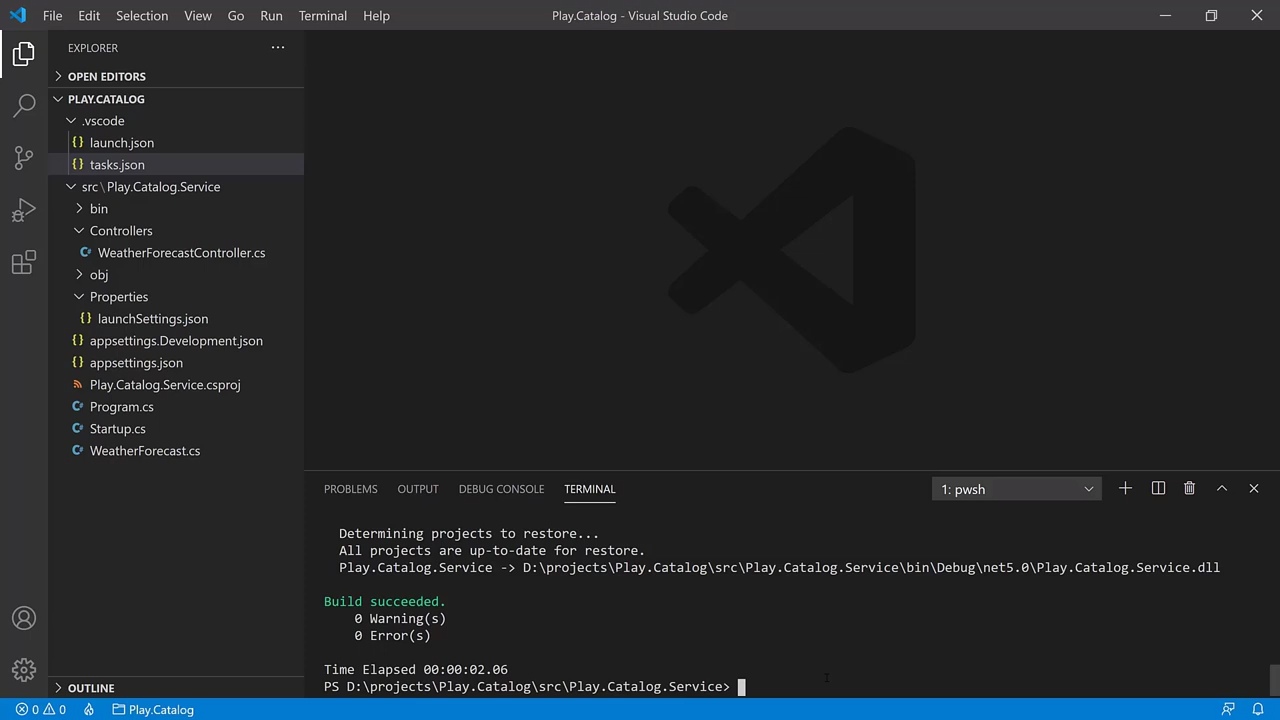 File Edit Selection View Go Run Terminal Help
Play.Catalog - Visual Studio Code
EXPLORER
OPEN EDITORS
PLAY.CATALOG
.vscode
{} launch.json
{} tasks.json
src\Play.Catalog.Service
bin
Controllers
C# WeatherForecastController.cs
obj
Properties
{} launchSettings.json
{} appsettings.Development.json
{} appsettings.json
Play.Catalog.Service.csproj
C# Program.cs
C# Startup.cs
C# WeatherForecast.cs
OUTLINE
PROBLEMS OUTPUT DEBUG CONSOLE TERMINAL
1: pwsh
Determining projects to restore...
All projects are up-to-date for restore.
Play.Catalog.Service -> D:\projects\Play.Catalog\src\Play.Catalog.Service\bin\Debug\net5.0\Play.Catalog.Service.dll
Build succeeded.
0 Warning(s)
0 Error(s)
Time Elapsed 00:00:02.06
PS D:\projects\Play.Catalog\src\Play.Catalog.Service>
0 0 Play.Catalog